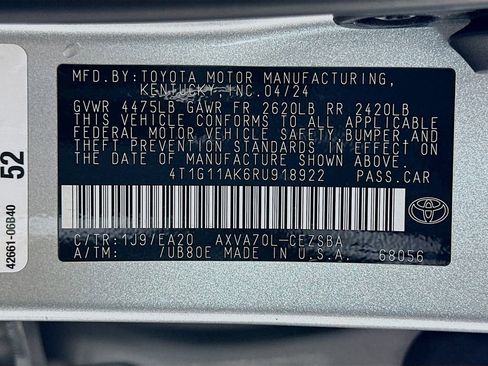 MFD.BY:TOYOTA MOTOR MANUFACTURING,
KENTUCKY, INC.04/24
GVWR 4475LB GAWR FR 2620LB RR 2420LB
THIS VEHICLE CONFORMS TO ALL APPLICABLE
FEDERAL MOTOR VEHICLE SAFETY,BUMPER,AND
THEFT PREVENTION STANDARDS IN EFFECT ON
THE DATE OF MANUFACTURE SHOWN ABOVE.
4T1G11AK6RU918922 PASS.CAR
C/TR:1J9/EA20 AXVA70L-CEZSBA
A/TM: /UB80E MADE IN U.S.A. 68056
52
42661-06B40